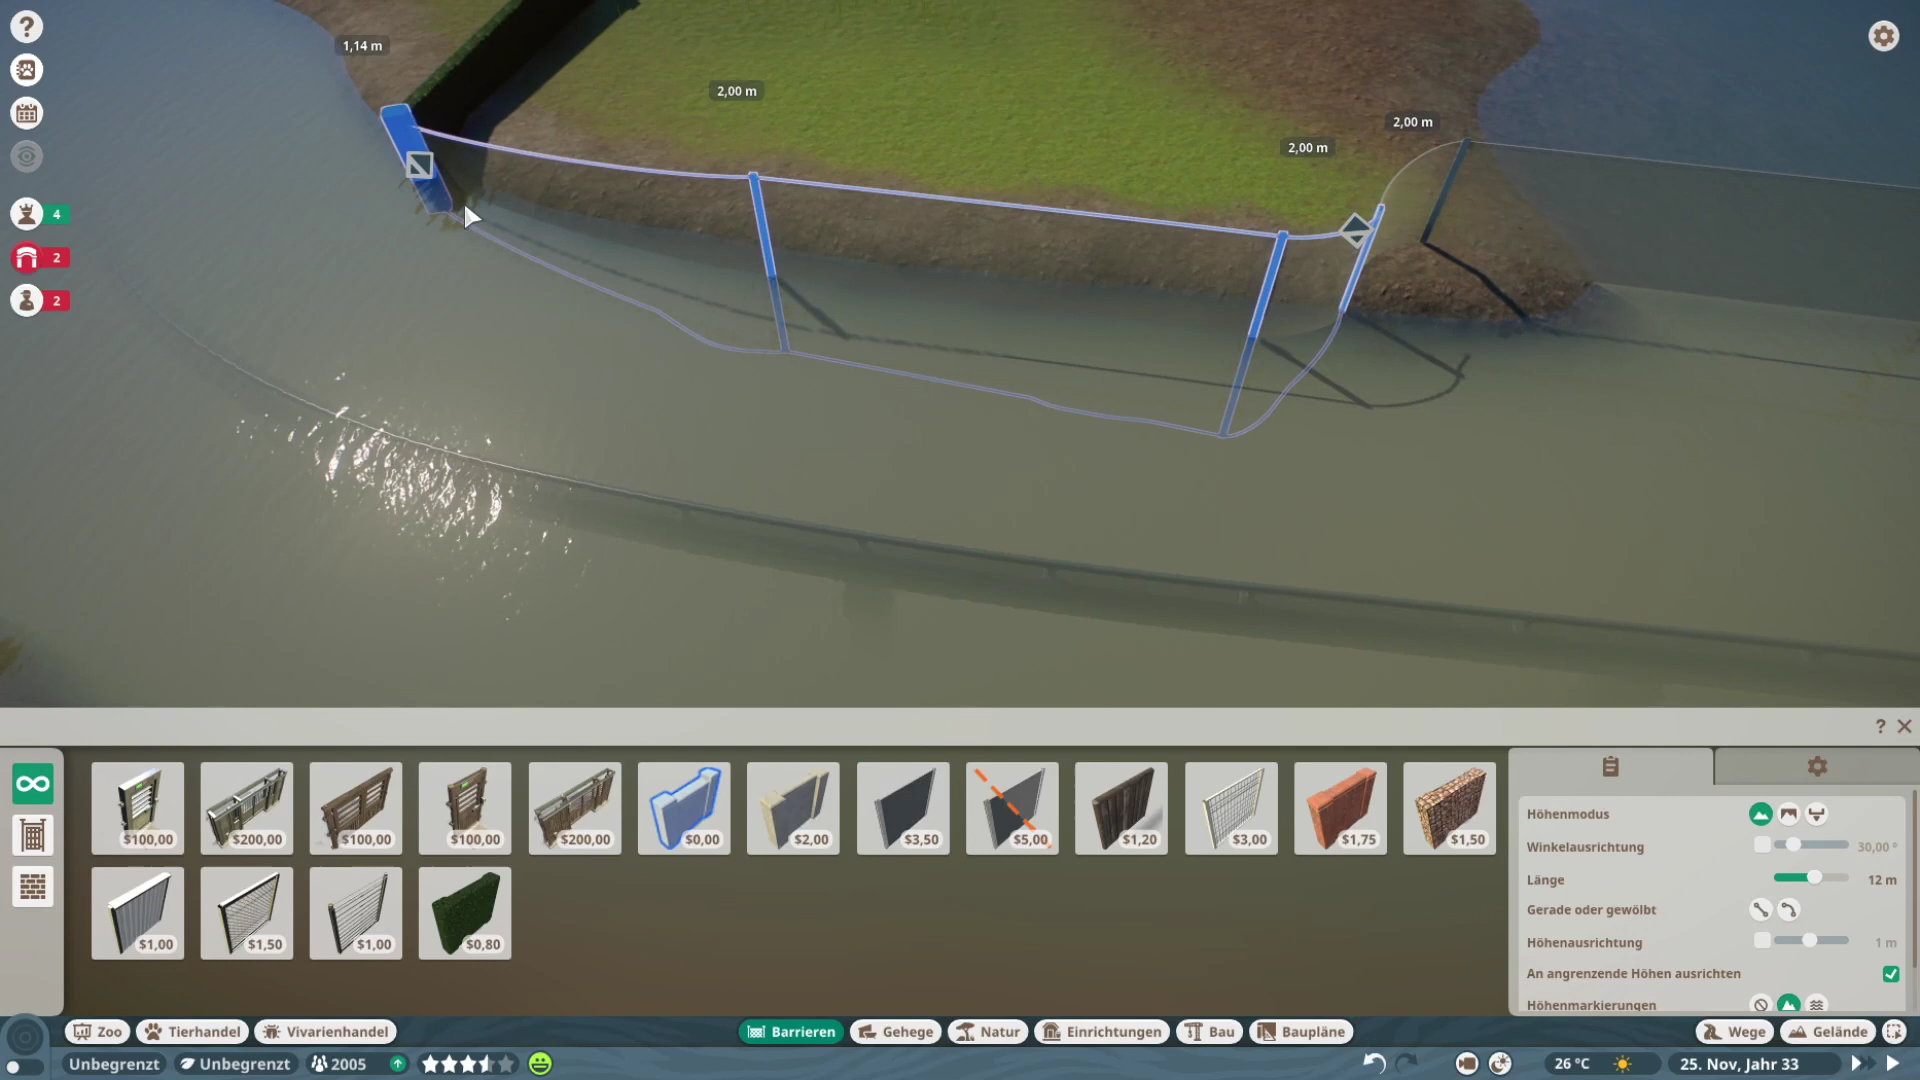 ?
1,14 m
2,00 m
2,00 m
2,00 m
4
2
2
?
$100,00
$200,00
$100,00
$100,00
$200,00
$0,00
$2,00
$3,50
$5,00
$1,20
$3,00
$1,75
$1,50
$1,00
$1,50
$1,00
$0,80
Höhenmodus
Winkelausrichtung
30,00 °
Länge
12 m
Gerade oder gewölbt
Höhenausrichtung
1 m
An angrenzende Höhen ausrichten
Höhenmarkierungen
Zoo
Tierhandel
Vivarienhandel
Barrieren
Gehege
Natur
Einrichtungen
Bau
Baupläne
Wege
Gelände
Unbegrenzt
Unbegrenzt
2005
26 °C
25. Nov, Jahr 33